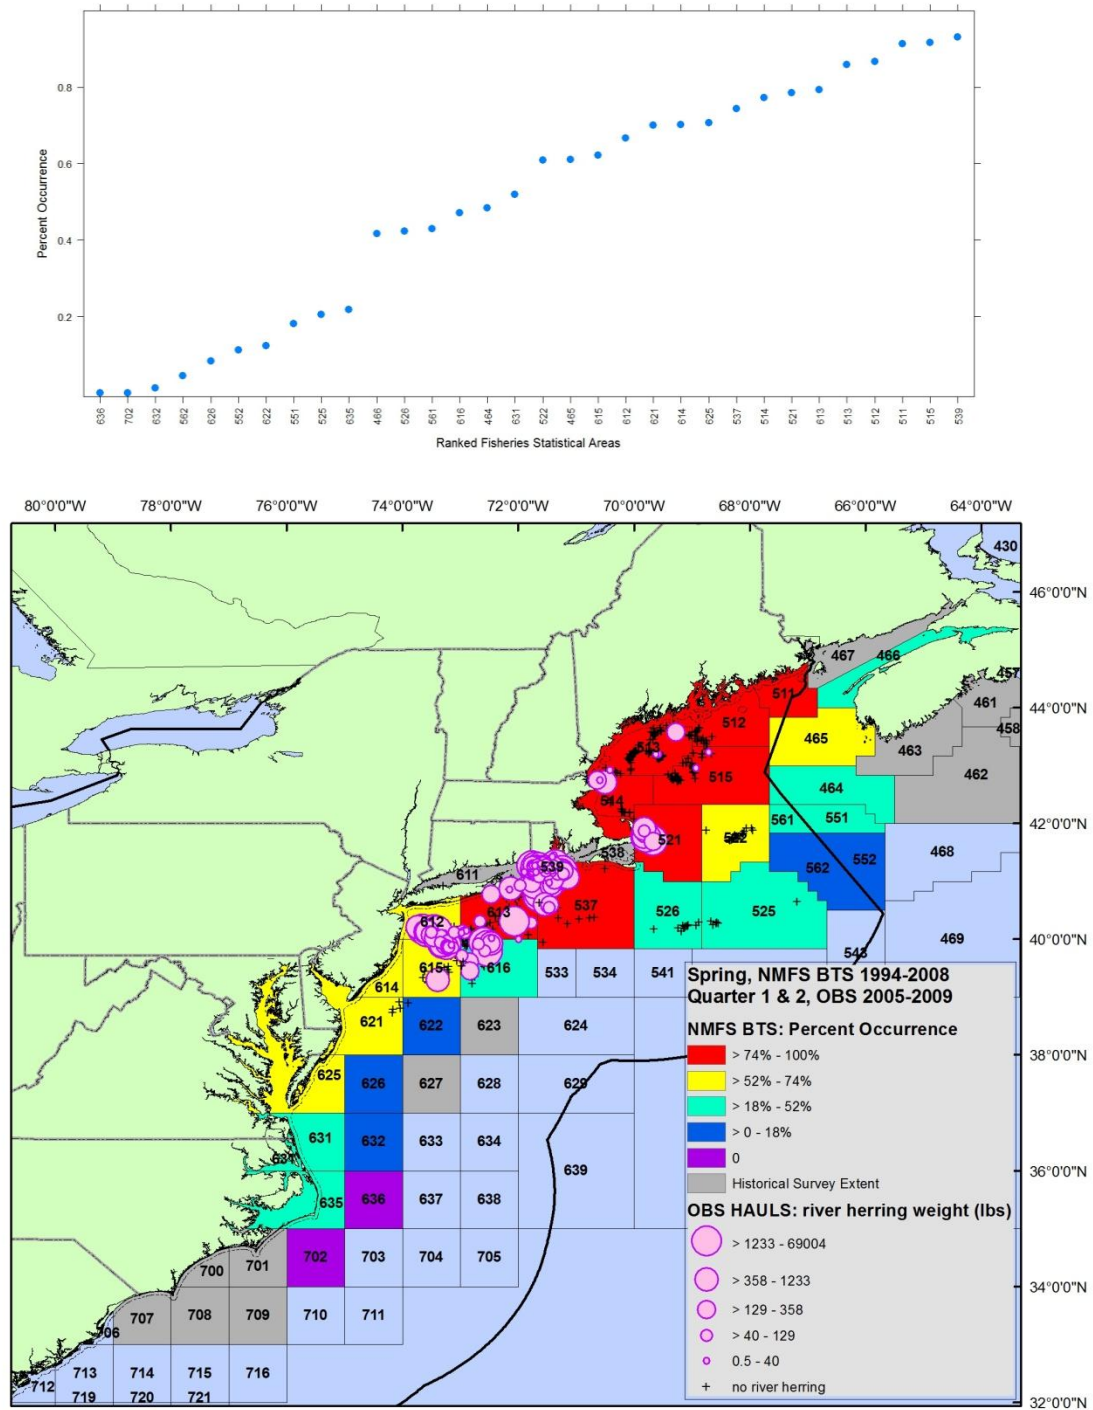 0.8
0.6
0.4
0.2
Percent Occurrence
636 702 632 562 626 552 622 551 525 635 466 526 561 616 464 631 522 465 615 612 621 614 625 537 514 521 613 513 512 511 515 539
Ranked Fisheries Statistical Areas
80°0'0"W 78°0'0"W 76°0'0"W 74°0'0"W 72°0'0"W 70°0'0"W 68°0'0"W 66°0'0"W 64°0'0"W
430
46°0'0"N
467 466
457
511 461
44°0'0"N
512 458
465 463
513
515 462
464
514
561 551
42°0'0"N
521 522
538 552 468
539 562
611
537
613 526 525
612
40°0'0"N
469
543
615 616 533 534 541
614
621 622 623 624
38°0'0"N
625 626 627 628 629
631 632 633 634
631 639
36°0'0"N
635 636 637 638
700 701 702 703 704 705
34°0'0"N
706 707 708 709 710 711
712 713 714 715 716
719 720 721
32°0'0"N
Spring, NMFS BTS 1994-2008
Quarter 1 & 2, OBS 2005-2009
NMFS BTS: Percent Occurrence
> 74% - 100%
> 52% - 74%
> 18% - 52%
> 0 - 18%
0
Historical Survey Extent
OBS HAULS: river herring weight (lbs)
> 1233 - 69004
> 358 - 1233
> 129 - 358
> 40 - 129
0.5 - 40
no river herring